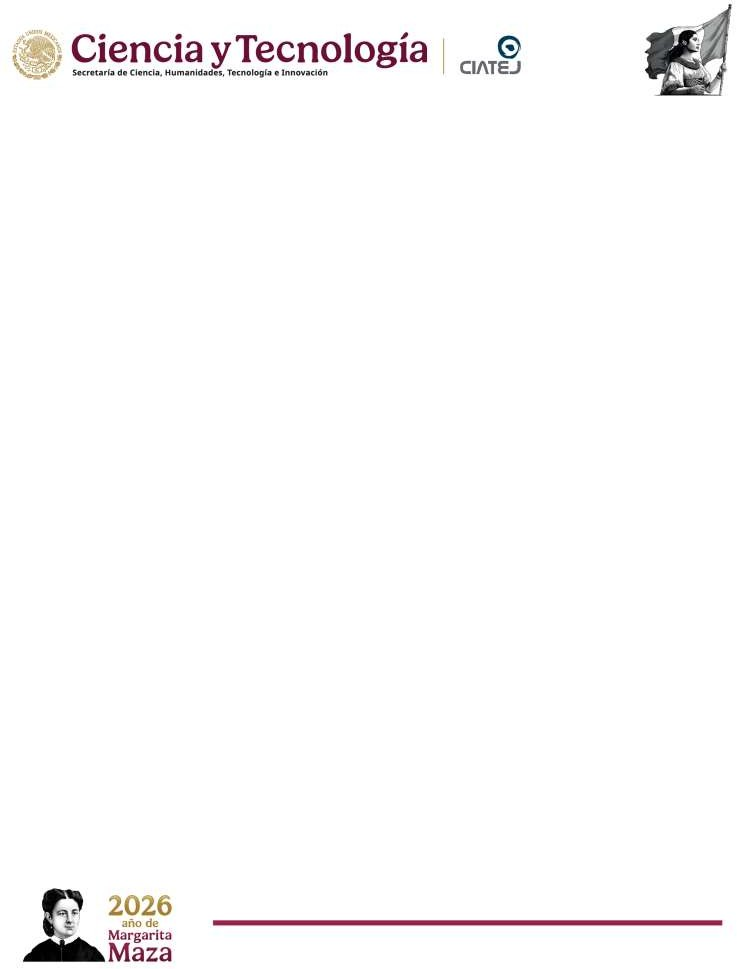 Ciencia y Tecnología
Secretaría de Ciencia, Humanidades, Tecnología e Innovación
CIATEJ
2026
año de
Margarita
Maza